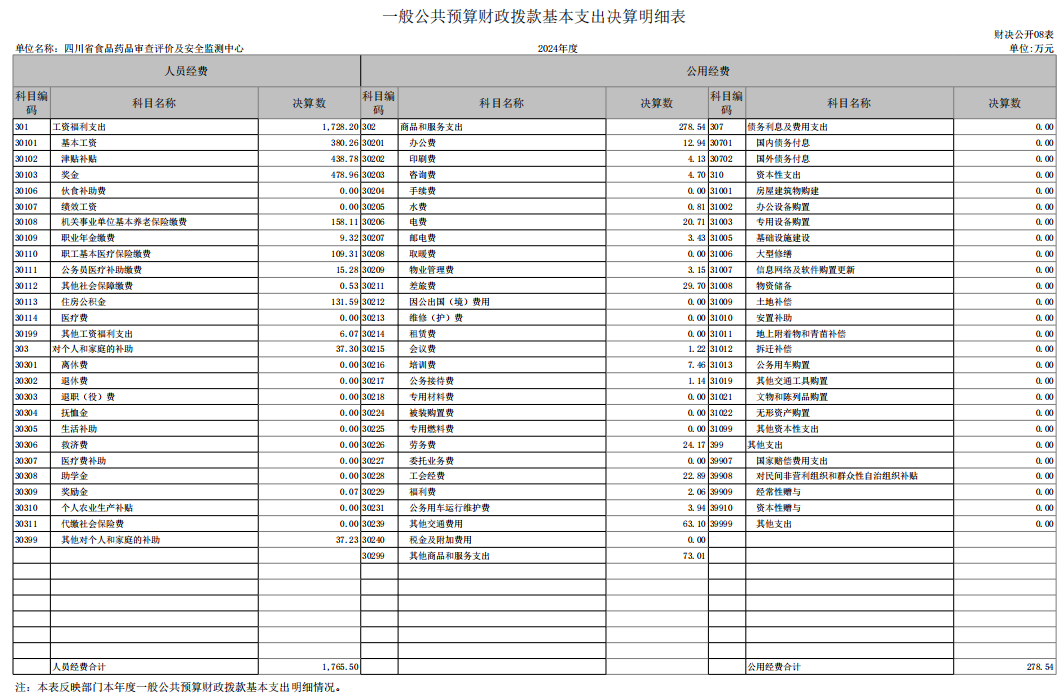 一般公共预算财政拨款基本支出决算明细表
财决公开08表
单位名称：四川省食品药品审查评价及安全监测中心 2024年度 单位:万元
人员经费 公用经费
科目编码 科目名称 决算数 科目编码 科目名称 决算数 科目编码 科目名称 决算数
301 工资福利支出 1,728.20 302 商品和服务支出 278.54 307 债务利息及费用支出 0.00
30101 基本工资 380.26 30201 办公费 12.94 30701 国内债务付息 0.00
30102 津贴补贴 438.78 30202 印刷费 4.13 30702 国外债务付息 0.00
30103 奖金 478.96 30203 咨询费 4.70 310 资本性支出 0.00
30106 伙食补助费 0.00 30204 手续费 0.00 31001 房屋建筑物购建 0.00
30107 绩效工资 0.00 30205 水费 0.81 31002 办公设备购置 0.00
30108 机关事业单位基本养老保险缴费 158.11 30206 电费 20.71 31003 专用设备购置 0.00
30109 职业年金缴费 9.32 30207 邮电费 3.43 31005 基础设施建设 0.00
30110 职工基本医疗保险缴费 109.31 30208 取暖费 0.00 31006 大型修缮 0.00
30111 公务员医疗补助缴费 15.28 30209 物业管理费 3.15 31007 信息网络及软件购置更新 0.00
30112 其他社会保障缴费 0.53 30211 差旅费 29.70 31008 物资储备 0.00
30113 住房公积金 131.59 30212 因公出国（境）费用 0.00 31009 土地补偿 0.00
30114 医疗费 0.00 30213 维修（护）费 0.00 31010 安置补助 0.00
30199 其他工资福利支出 6.07 30214 租赁费 0.00 31011 地上附着物和青苗补偿 0.00
303 对个人和家庭的补助 37.30 30215 会议费 1.22 31012 拆迁补偿 0.00
30301 离休费 0.00 30216 培训费 7.46 31013 公务用车购置 0.00
30302 退休费 0.00 30217 公务接待费 1.14 31019 其他交通工具购置 0.00
30303 退职（役）费 0.00 30218 专用材料费 0.00 31021 文物和陈列品购置 0.00
30304 抚恤金 0.00 30224 被装购置费 0.00 31022 无形资产购置 0.00
30305 生活补助 0.00 30225 专用燃料费 0.00 31099 其他资本性支出 0.00
30306 救济费 0.00 30226 劳务费 24.17 399 其他支出 0.00
30307 医疗费补助 0.00 30227 委托业务费 0.00 39907 国家赔偿费用支出 0.00
30308 助学金 0.00 30228 工会经费 22.89 39908 对民间非营利组织和群众性自治组织补贴 0.00
30309 奖励金 0.07 30229 福利费 2.06 39909 经常性赠与 0.00
30310 个人农业生产补贴 0.00 30231 公务用车运行维护费 3.94 39910 资本性赠与 0.00
30311 代缴社会保险费 0.00 30239 其他交通费用 63.10 39999 其他支出 0.00
30399 其他对个人和家庭的补助 37.23 30240 税金及附加费用 0.00
30299 其他商品和服务支出 73.01
人员经费合计 1,765.50 公用经费合计 278.54
注：本表反映部门本年度一般公共预算财政拨款基本支出明细情况。